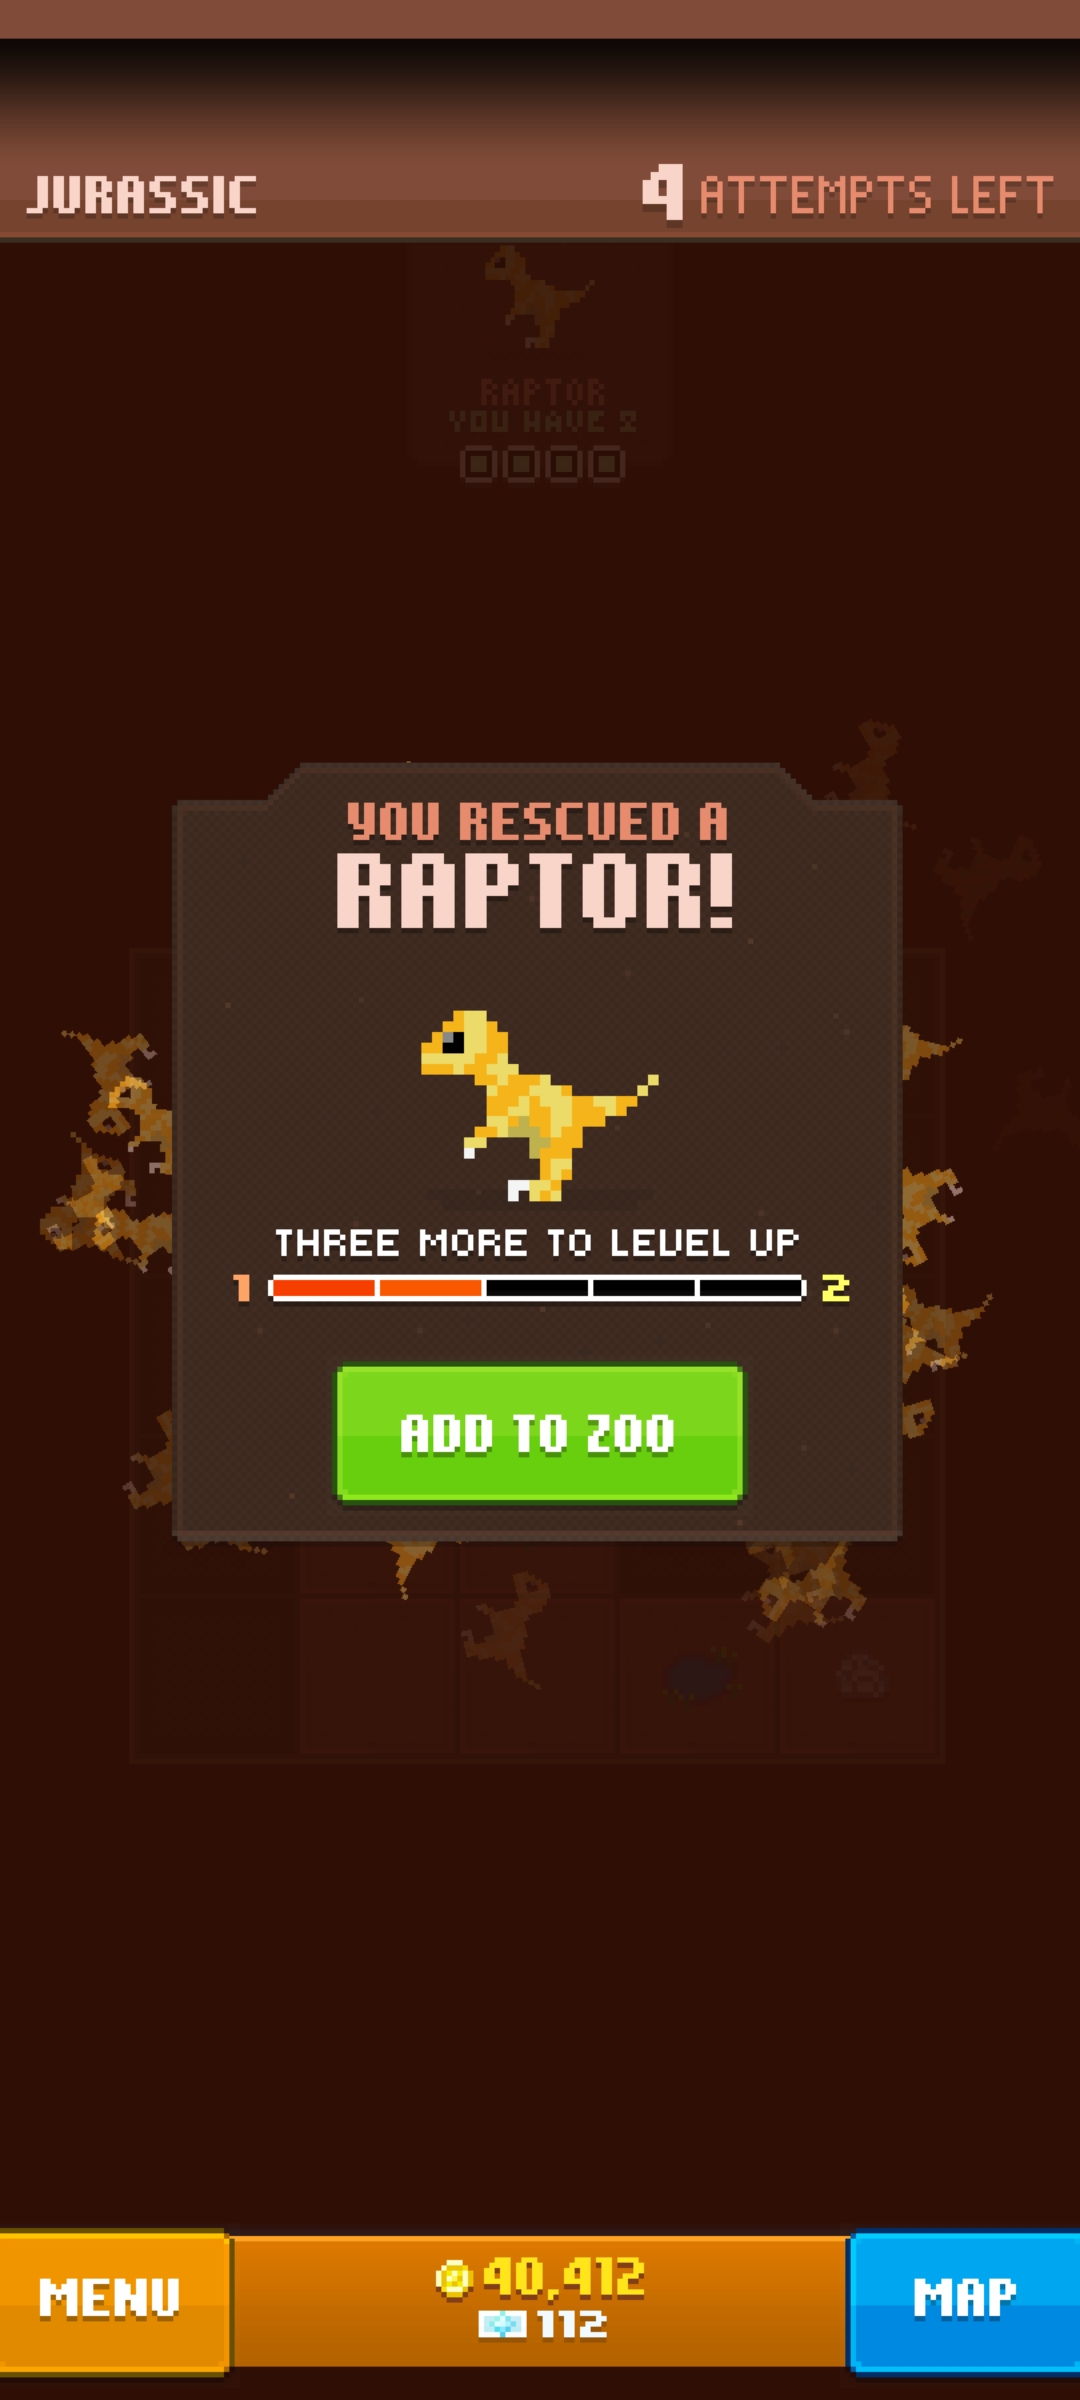 JURASSIC
4 ATTEMPTS LEFT
RAPTOR
YOU HAVE 2
YOU RESCUED A
RAPTOR!
THREE MORE TO LEVEL UP
1 2
ADD TO ZOO
MENU
40,412
112
MAP